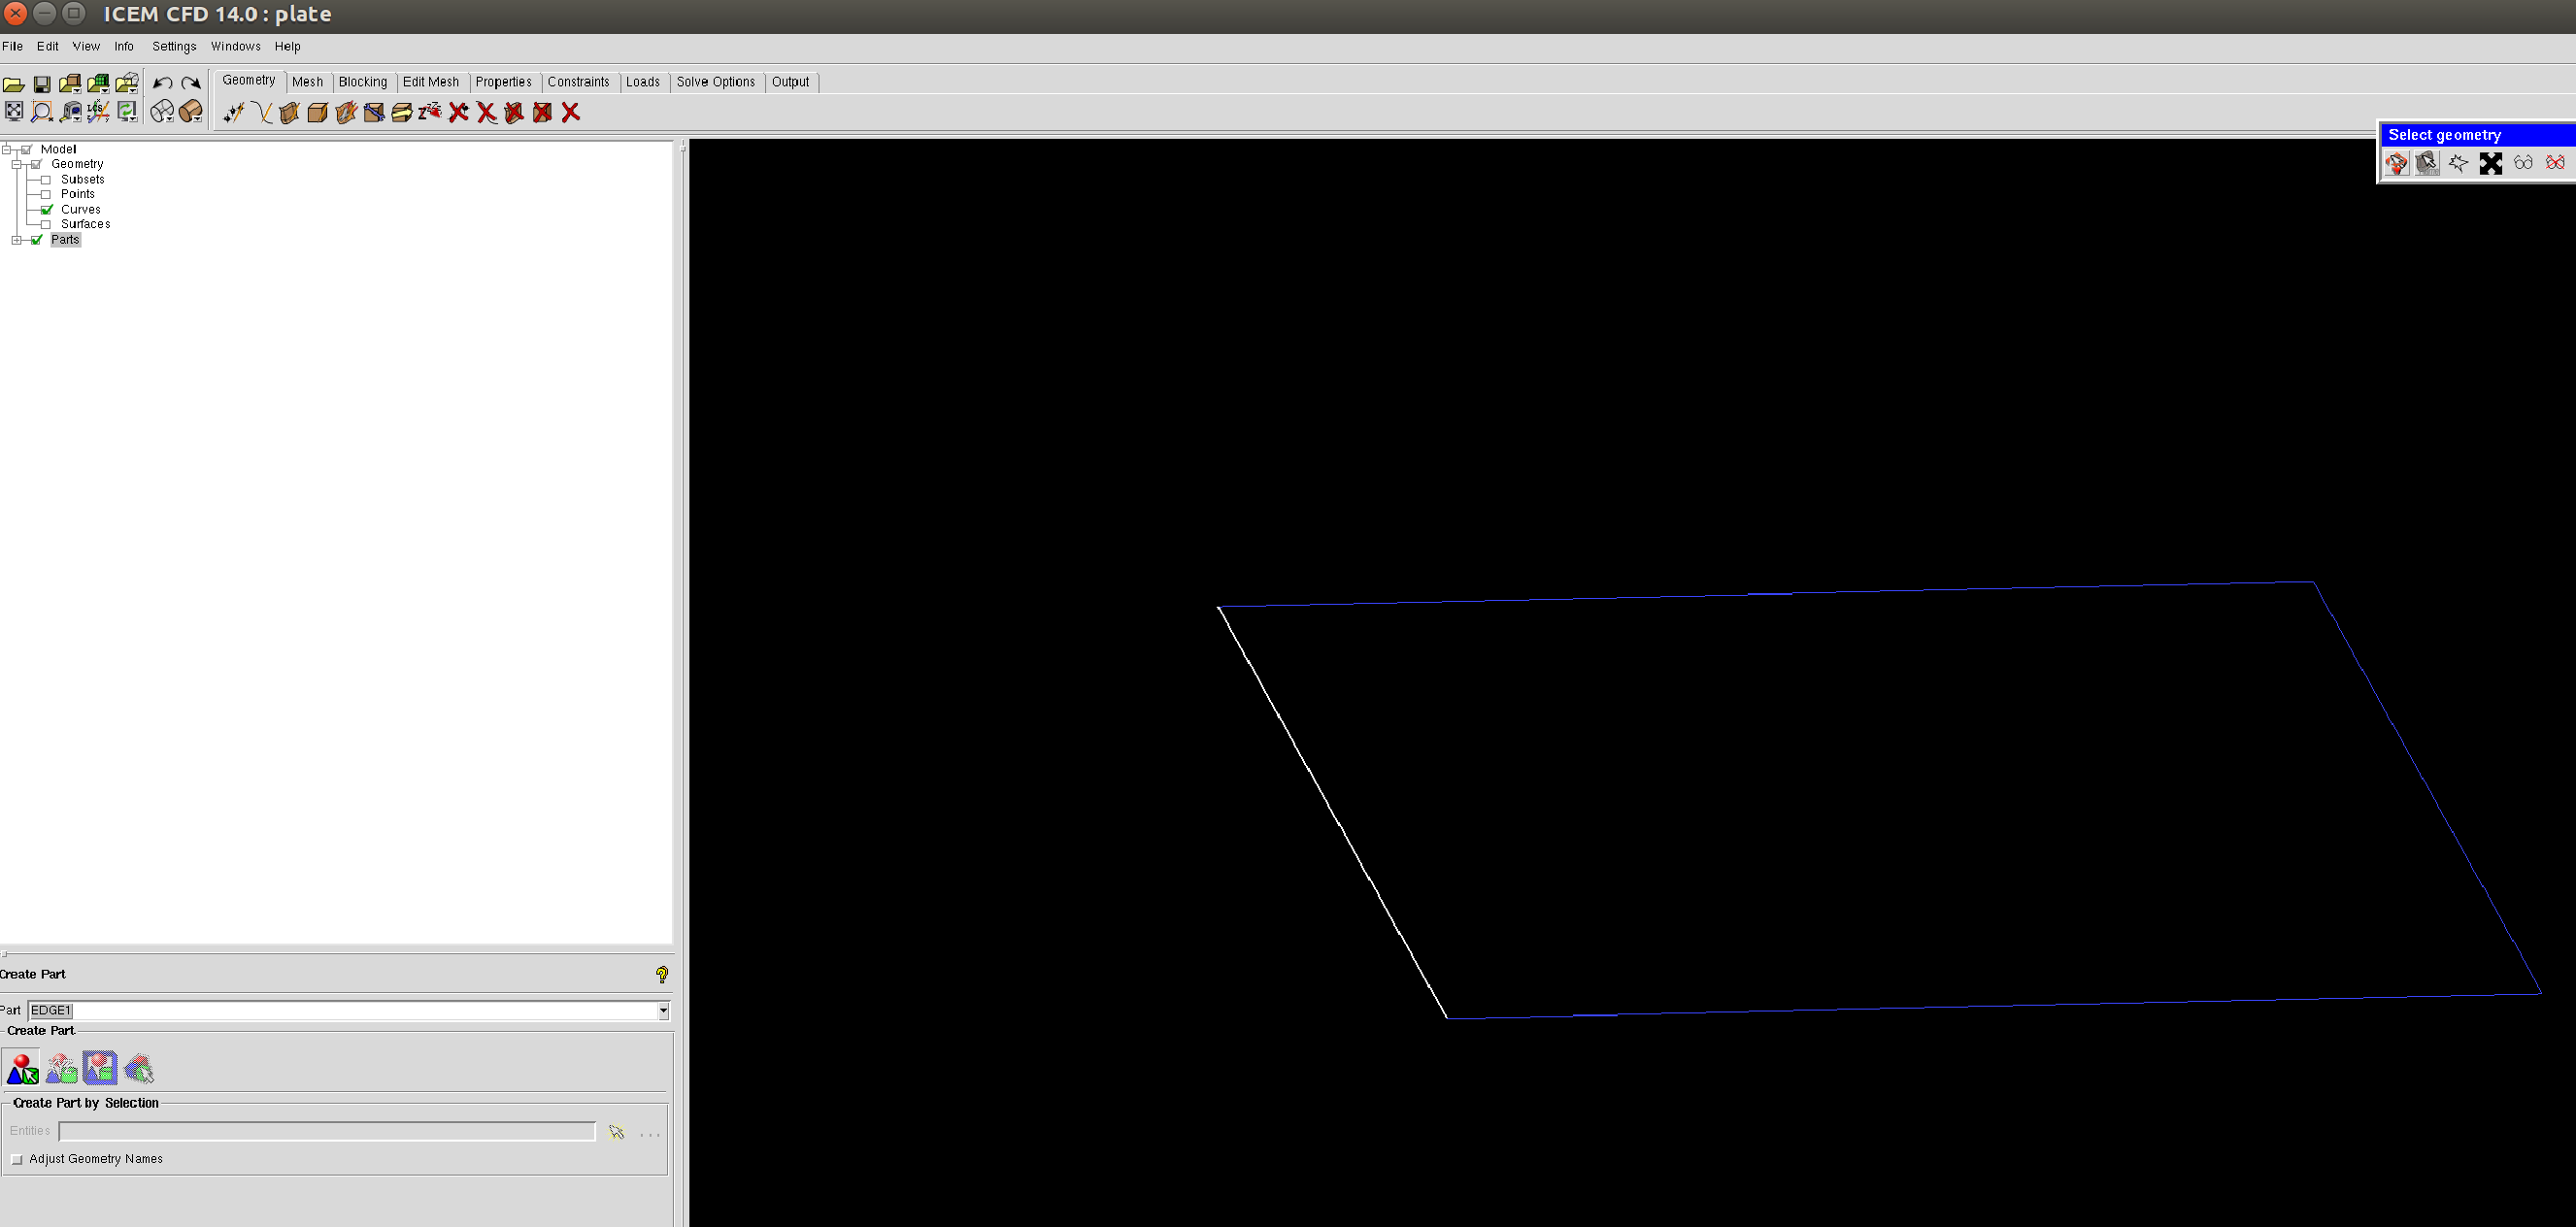 ICEM CFD 14.0 : plate
File Edit View Info Settings Windows Help
Geometry Mesh Blocking Edit Mesh Properties Constraints Loads Solve Options Output
LCS
Select geometry
Model
Geometry
Subsets
Points
Curves
Surfaces
Parts
Create Part
Part EDGE1
Create Part
Create Part by Selection
Entities ...
Adjust Geometry Names